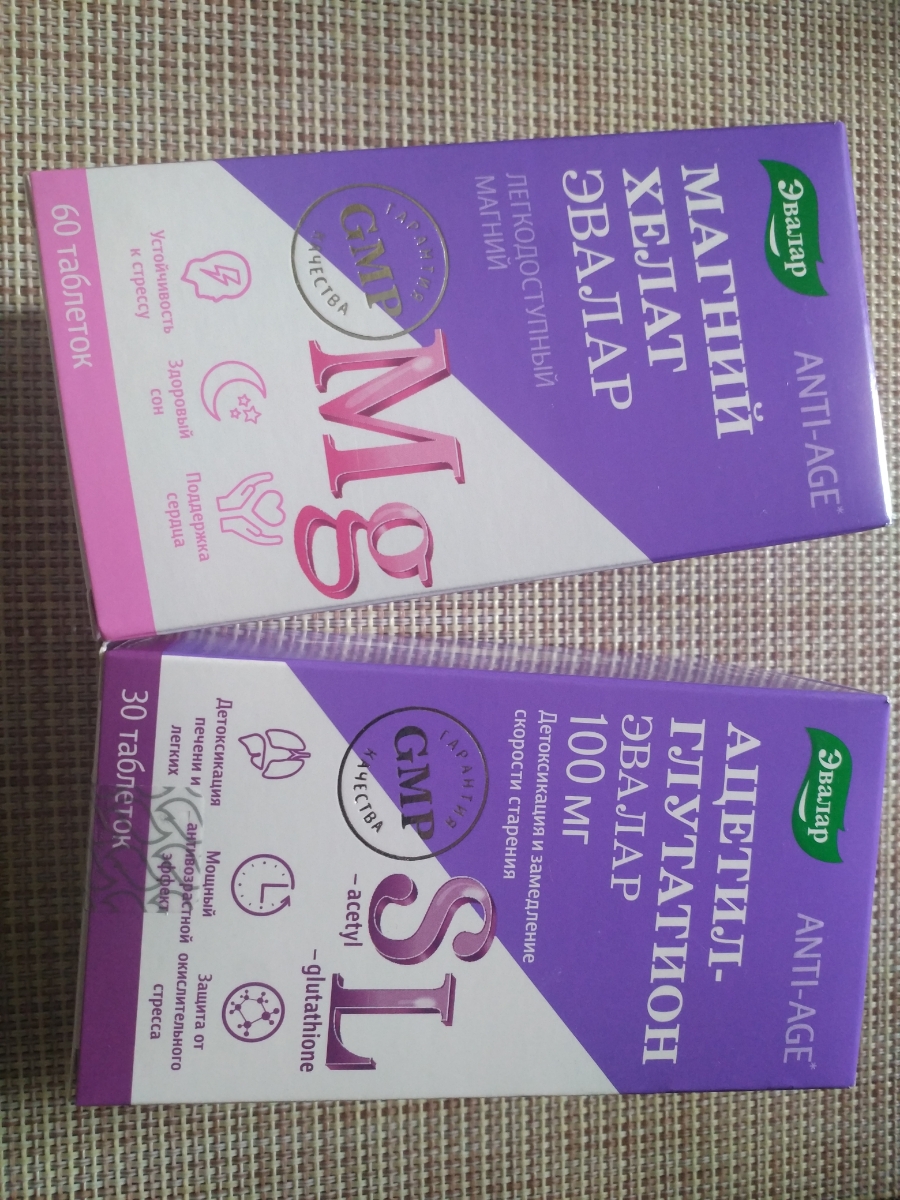 Эвалар
ANTI-AGE*
МАГНИЙ
ХЕЛАТ
ЭВАЛАР
ЛЕГКОДОСТУПНЫЙ
МАГНИЙ
ГАРАНТИЯ
GMP
КАЧЕСТВА
Mg
Устойчивость
к стрессу
Здоровый
сон
Поддержка
сердца
60 таблеток
Эвалар
ANTI-AGE*
АЦЕТИЛ-
ГЛУТАТИОН
ЭВАЛАР
100 МГ
Детоксикация и замедление
скорости старения
ГАРАНТИЯ
GMP
КАЧЕСТВА
SL
–acetyl
–glutathione
Детоксикация
печени и
легких
Мощный
антивозрастной
эффект
Защита от
окислительного
стресса
30 таблеток